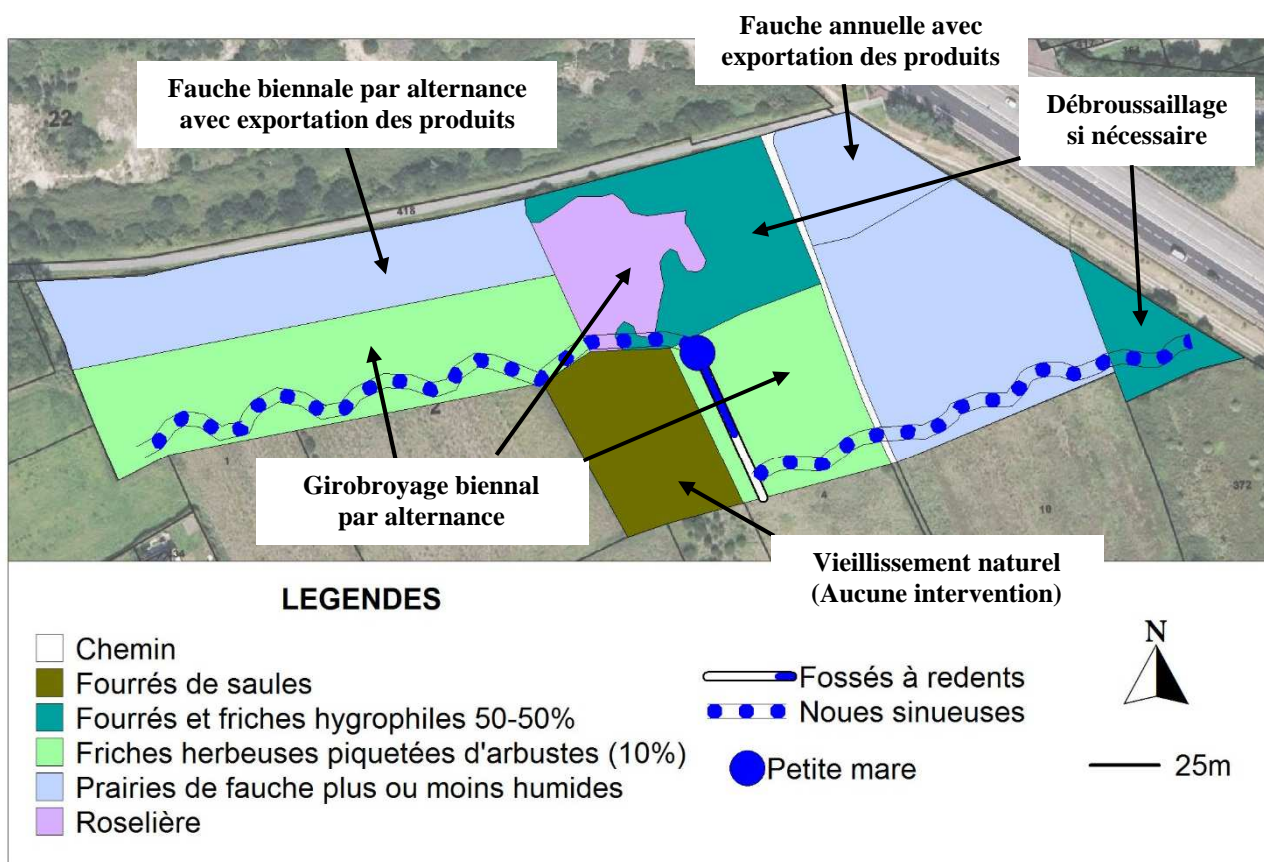 Fauche annuelle avec
exportation des produits
Fauche biennale par alternance
avec exportation des produits
Débroussaillage
si nécessaire
22
418
Girobroyage biennal
par alternance
2
1
4
10
372
Vieillissement naturel
(Aucune intervention)
LEGENDES
Chemin
Fourrés de saules
Fourrés et friches hygrophiles 50-50%
Friches herbeuses piquetées d'arbustes (10%)
Prairies de fauche plus ou moins humides
Roselière
Fossés à redents
Noues sinueuses
Petite mare
N
25m